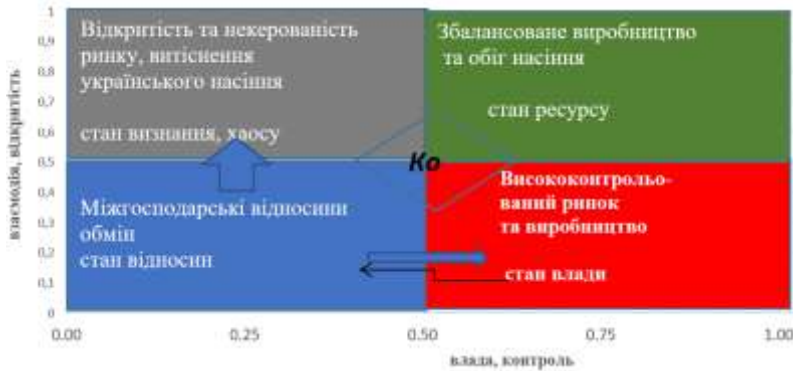 1
0,9
0,8
0,7
0,6
0,5
0,4
0,3
0,2
0,1
0
взаємодія, відкритість
Відкритість та некерованість
ринку, витіснення
українського насіння
стан визнання, хаосу
Збалансоване виробництво
та обіг насіння
стан ресурсу
Ко
Міжгосподарські відносини
обмін
стан відносин
Висококонтрольо-
ваний ринок
та виробництво
стан влади
0.00
0.25
0.50
0.75
1.00
влада, контроль